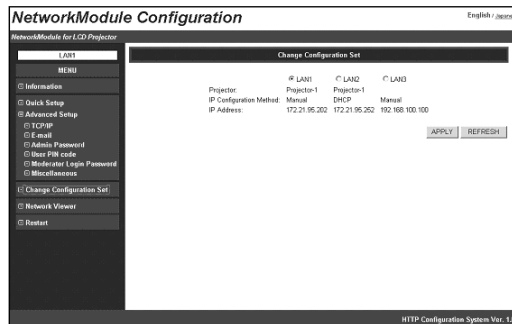 NetworkModule Configuration
English / Japanese
NetworkModule for LCD Projector
LAN1
MENU
Information
Quick Setup
Advanced Setup
TCP/IP
E-mail
Admin Password
User PIN code
Moderator Login Password
Miscellaneous
Change Configuration Set
Network Viewer
Restart
Change Configuration Set
LAN1 LAN2 LAN3
Projector: Projector-1 Projector-1
IP Configuration Method: Manual DHCP Manual
IP Address: 172.21.95.202 172.21.95.252 192.168.100.100
APPLY REFRESH
HTTP Configuration System Ver. 1.